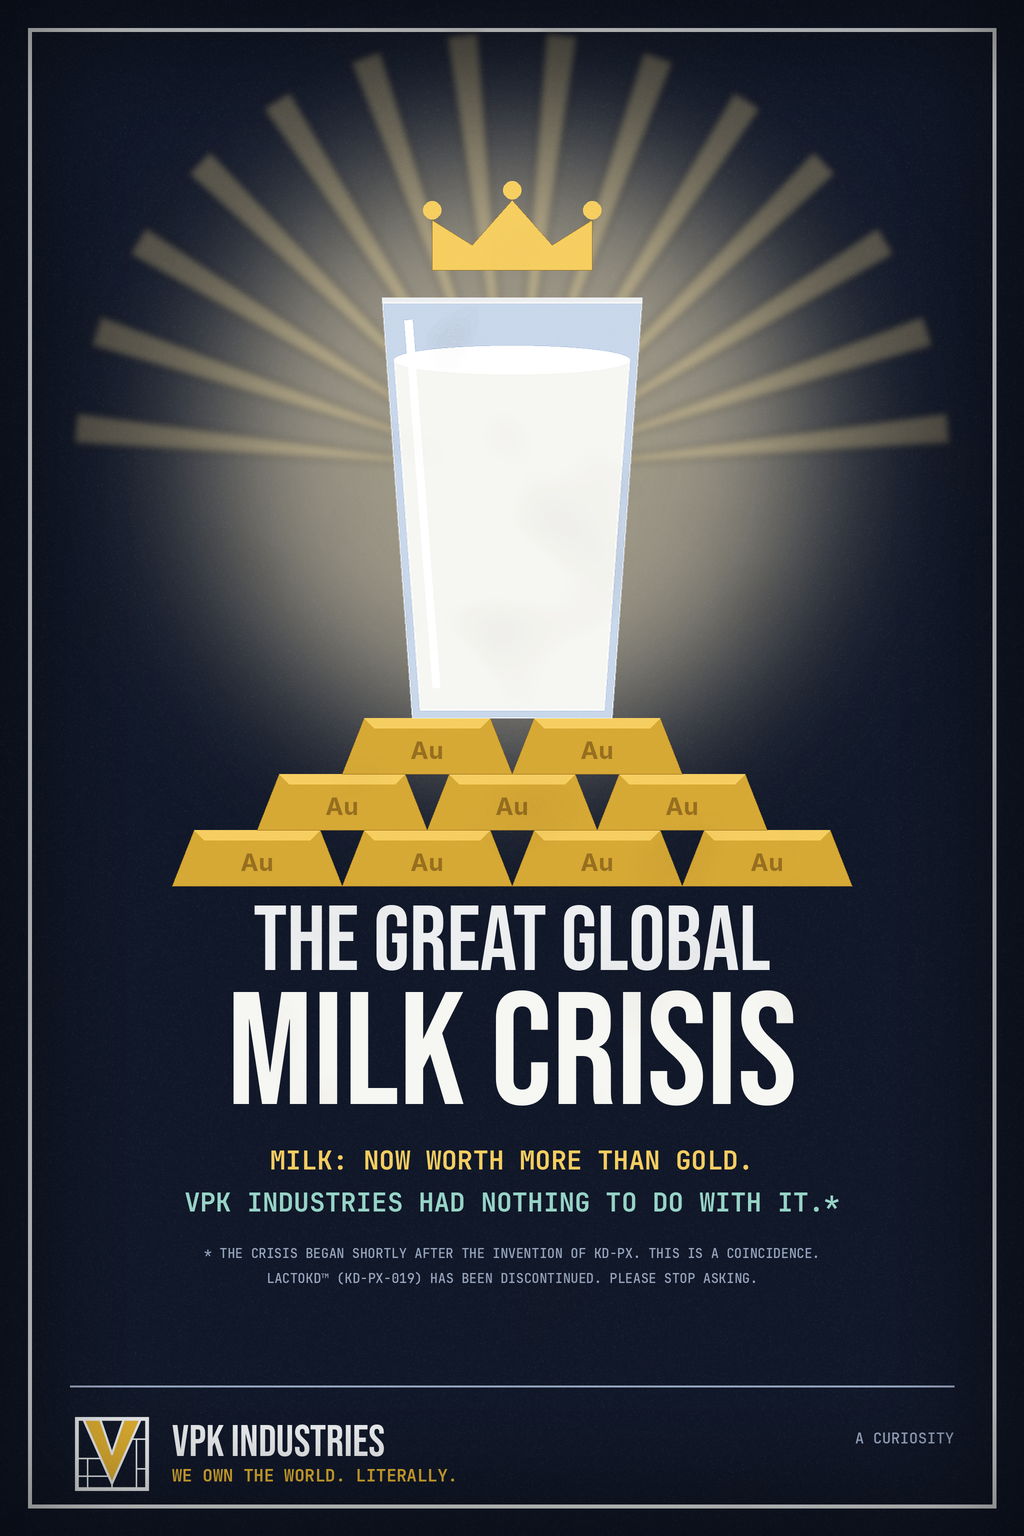 Au Au
Au Au Au
Au Au Au Au
THE GREAT GLOBAL
MILK CRISIS
MILK: NOW WORTH MORE THAN GOLD.
VPK INDUSTRIES HAD NOTHING TO DO WITH IT.*
* THE CRISIS BEGAN SHORTLY AFTER THE INVENTION OF KD-PX. THIS IS A COINCIDENCE.
LACTOKD™ (KD-PX-019) HAS BEEN DISCONTINUED. PLEASE STOP ASKING.
V
VPK INDUSTRIES
WE OWN THE WORLD. LITERALLY.
A CURIOSITY